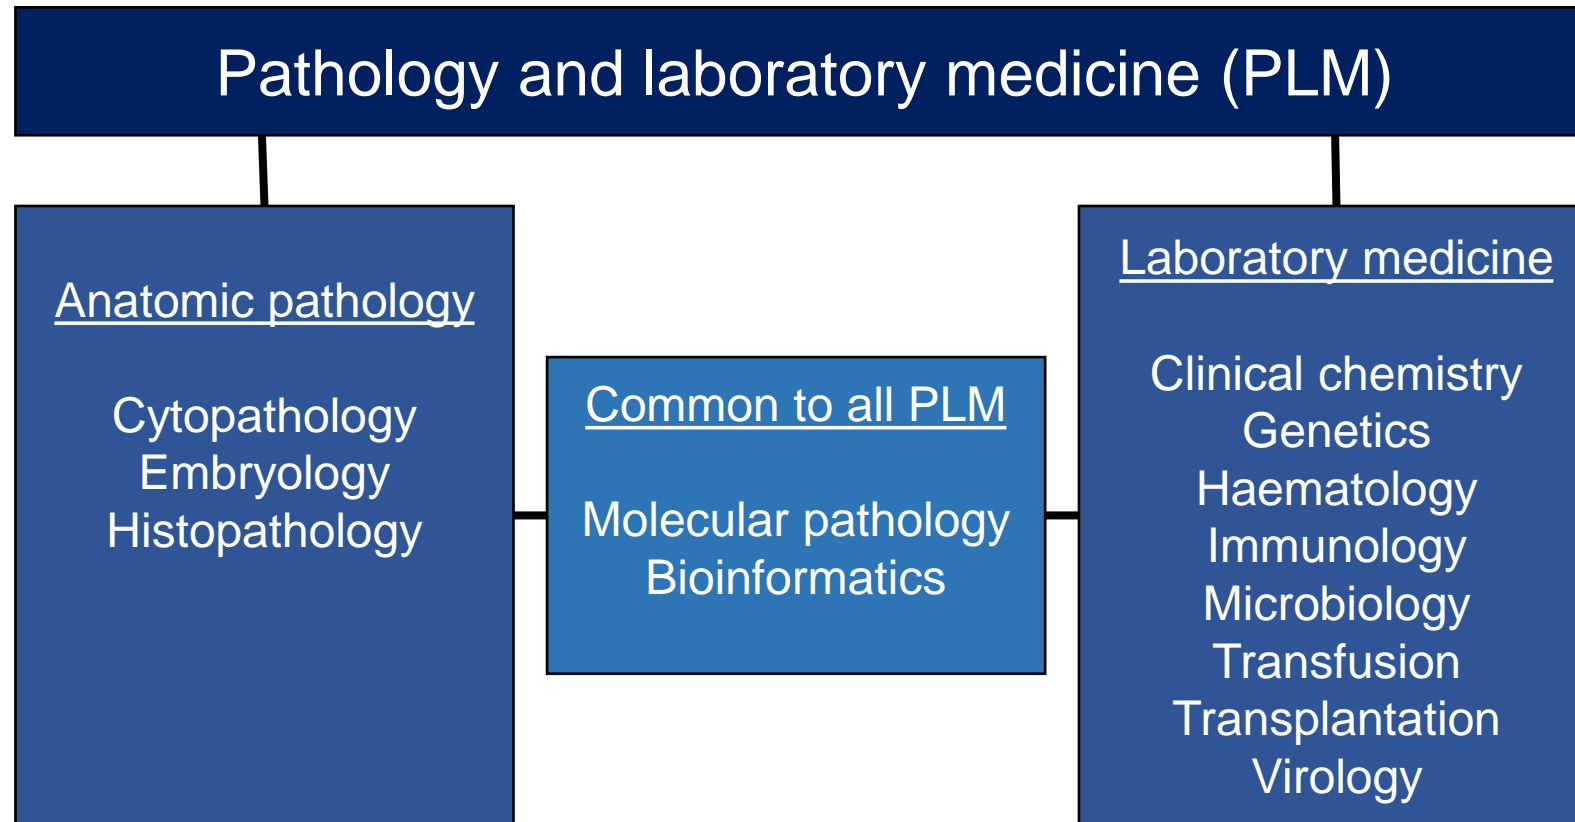 Pathology and laboratory medicine (PLM)
Anatomic pathology
Cytopathology
Embryology
Histopathology
Common to all PLM
Molecular pathology
Bioinformatics
Laboratory medicine
Clinical chemistry
Genetics
Haematology
Immunology
Microbiology
Transfusion
Transplantation
Virology